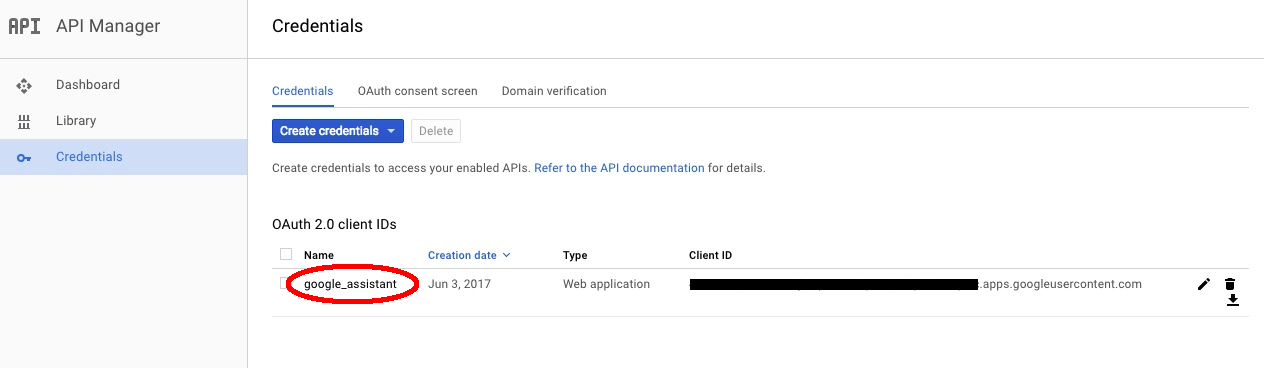 API API Manager
Credentials
Dashboard
Library
Credentials
Credentials OAuth consent screen Domain verification
Create credentials Delete
Create credentials to access your enabled APIs. Refer to the API documentation for details.
OAuth 2.0 client IDs
Name Creation date Type Client ID
google_assistant Jun 3, 2017 Web application .apps.googleusercontent.com